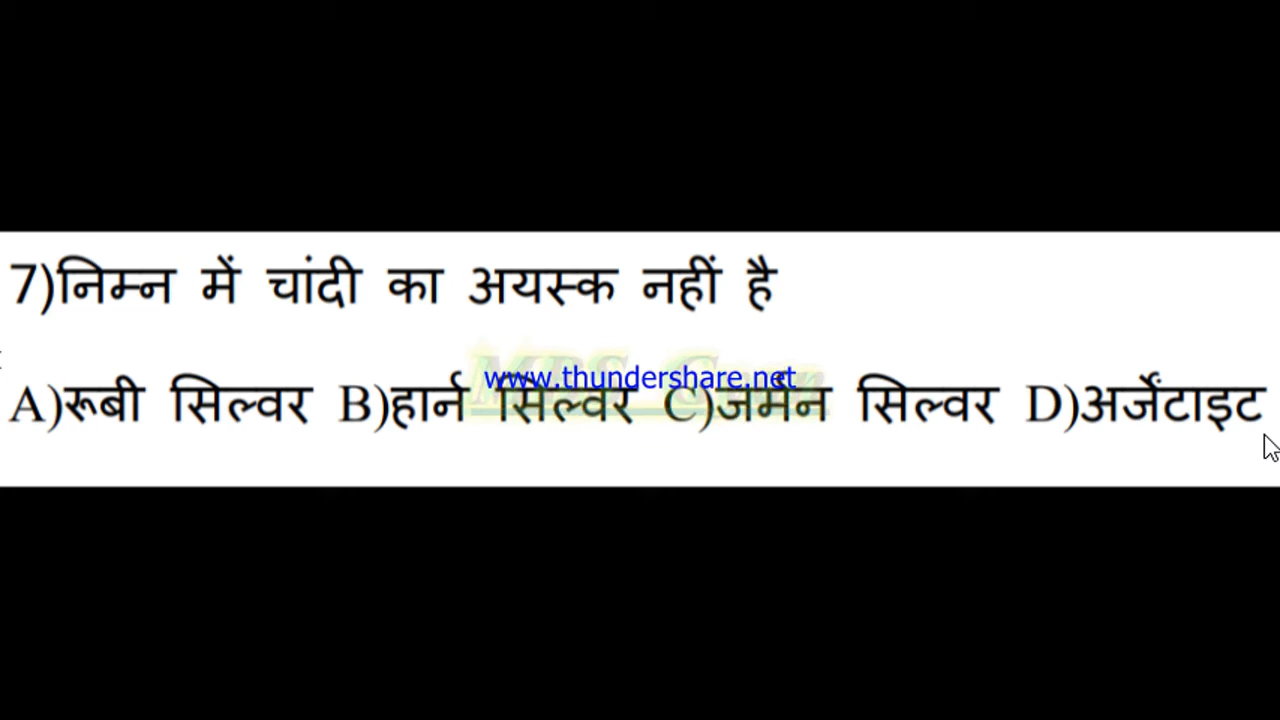 7)निम्न में चांदी का अयस्क नहीं है
www.thundershare.net
A)रूबी सिल्वर B)हार्न सिल्वर C)जर्मन सिल्वर D)अर्जेंटाइट